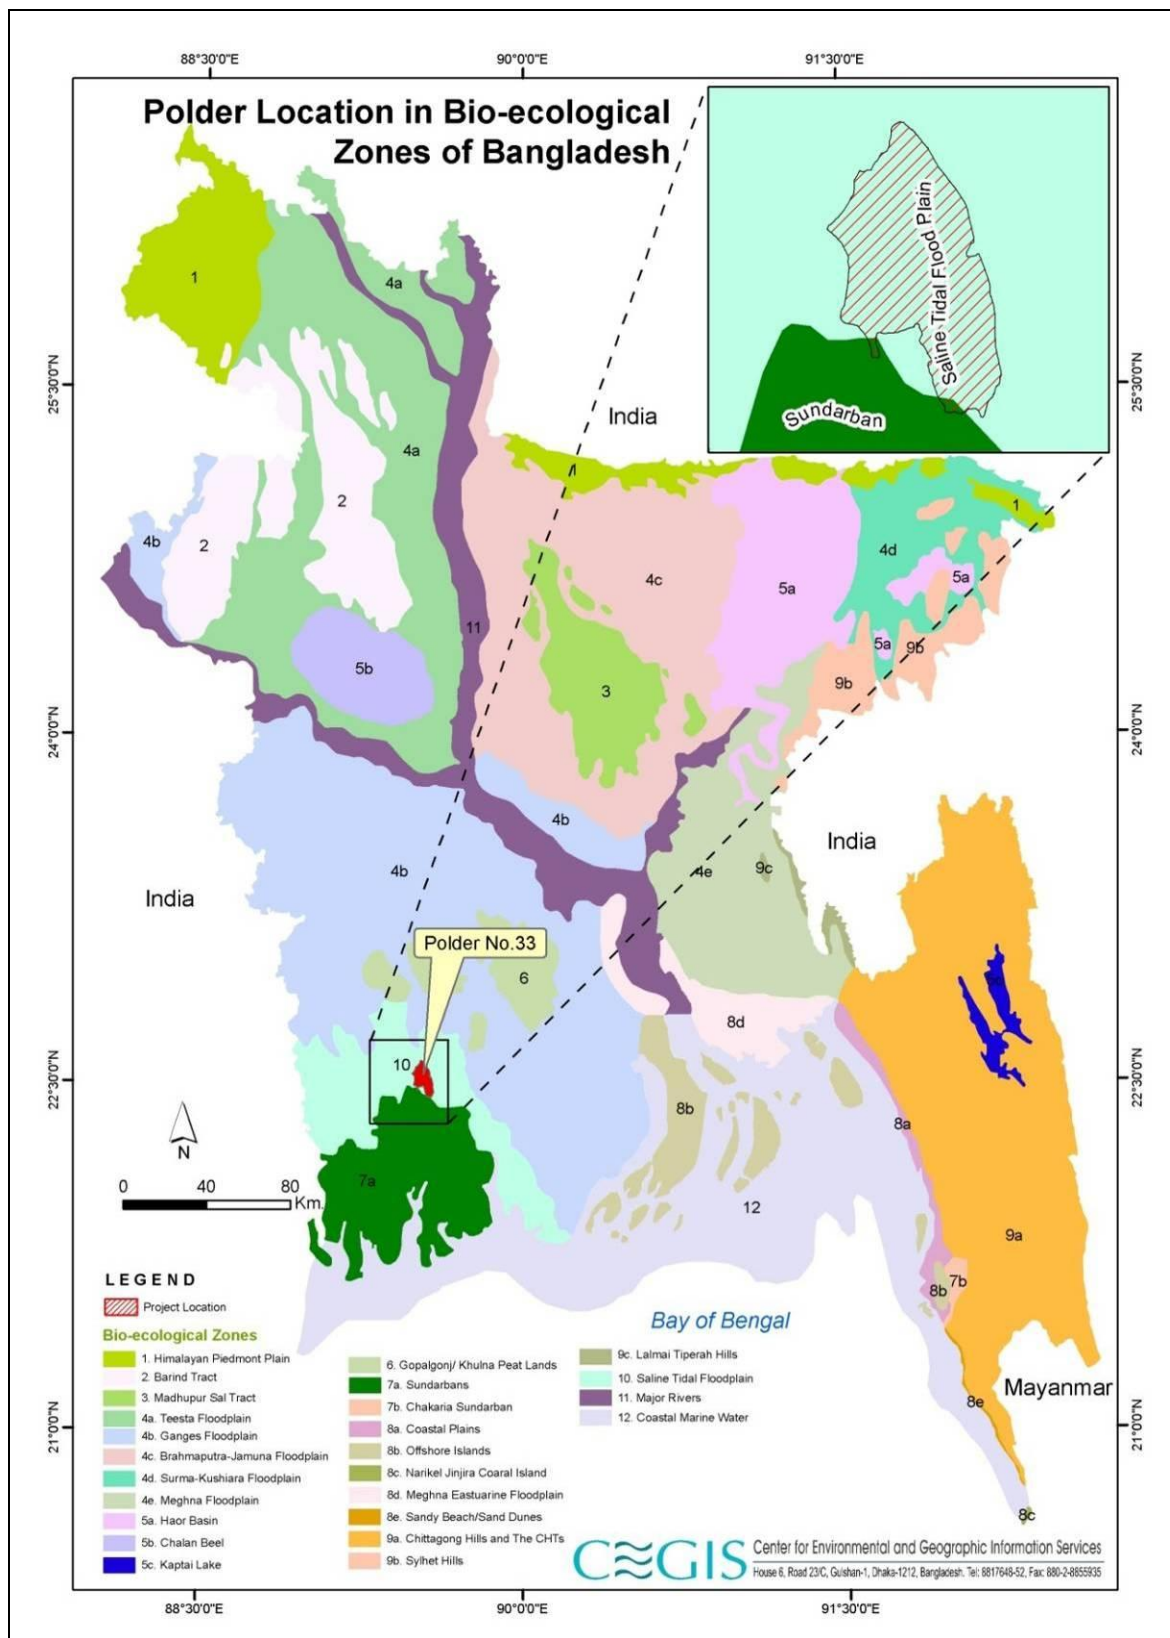 88°30'0"E
90°0'0"E
91°30'0"E
Polder Location in Bio-ecological
Zones of Bangladesh
Saline Tidal Flood Plain
Sundarban
1
4a
25°30'0"N
25°30'0"N
India
4a
1
2
1
4b
2
4d
4c
5a
5a
11
5a
9b
5b
9b
3
24°0'0"N
24°0'0"N
4b
India
4b
4e
9c
India
Polder No.33
6
8d
10
22°30'0"N
22°30'0"N
8b
8a
N
7a
0 40 80
Km.
12
9a
7b
8b
LEGEND
Project Location
Bay of Bengal
Bio-ecological Zones
1. Himalayan Piedmont Plain
2. Barind Tract
3. Madhupur Sal Tract
4a. Teesta Floodplain
4b. Ganges Floodplain
4c. Brahmaputra-Jamuna Floodplain
4d. Surma-Kushiara Floodplain
4e. Meghna Floodplain
5a. Haor Basin
5b. Chalan Beel
5c. Kaptai Lake
6. Gopalgonj/ Khulna Peat Lands
7a. Sundarbans
7b. Chakaria Sundarban
8a. Coastal Plains
8b. Offshore Islands
8c. Narikel Jinjira Coaral Island
8d. Meghna Eastuarine Floodplain
8e. Sandy Beach/Sand Dunes
9a. Chittagong Hills and The CHTs
9b. Sylhet Hills
9c. Lalmai Tiperah Hills
10. Saline Tidal Floodplain
11. Major Rivers
12. Coastal Marine Water
Mayanmar
8e
21°0'0"N
21°0'0"N
8c
CEGIS
Center for Environmental and Geographic Information Services
House 6, Road 23/C, Gulshan-1, Dhaka-1212, Bangladesh. Tel: 8817648-52, Fax: 880-2-8855935
88°30'0"E
90°0'0"E
91°30'0"E